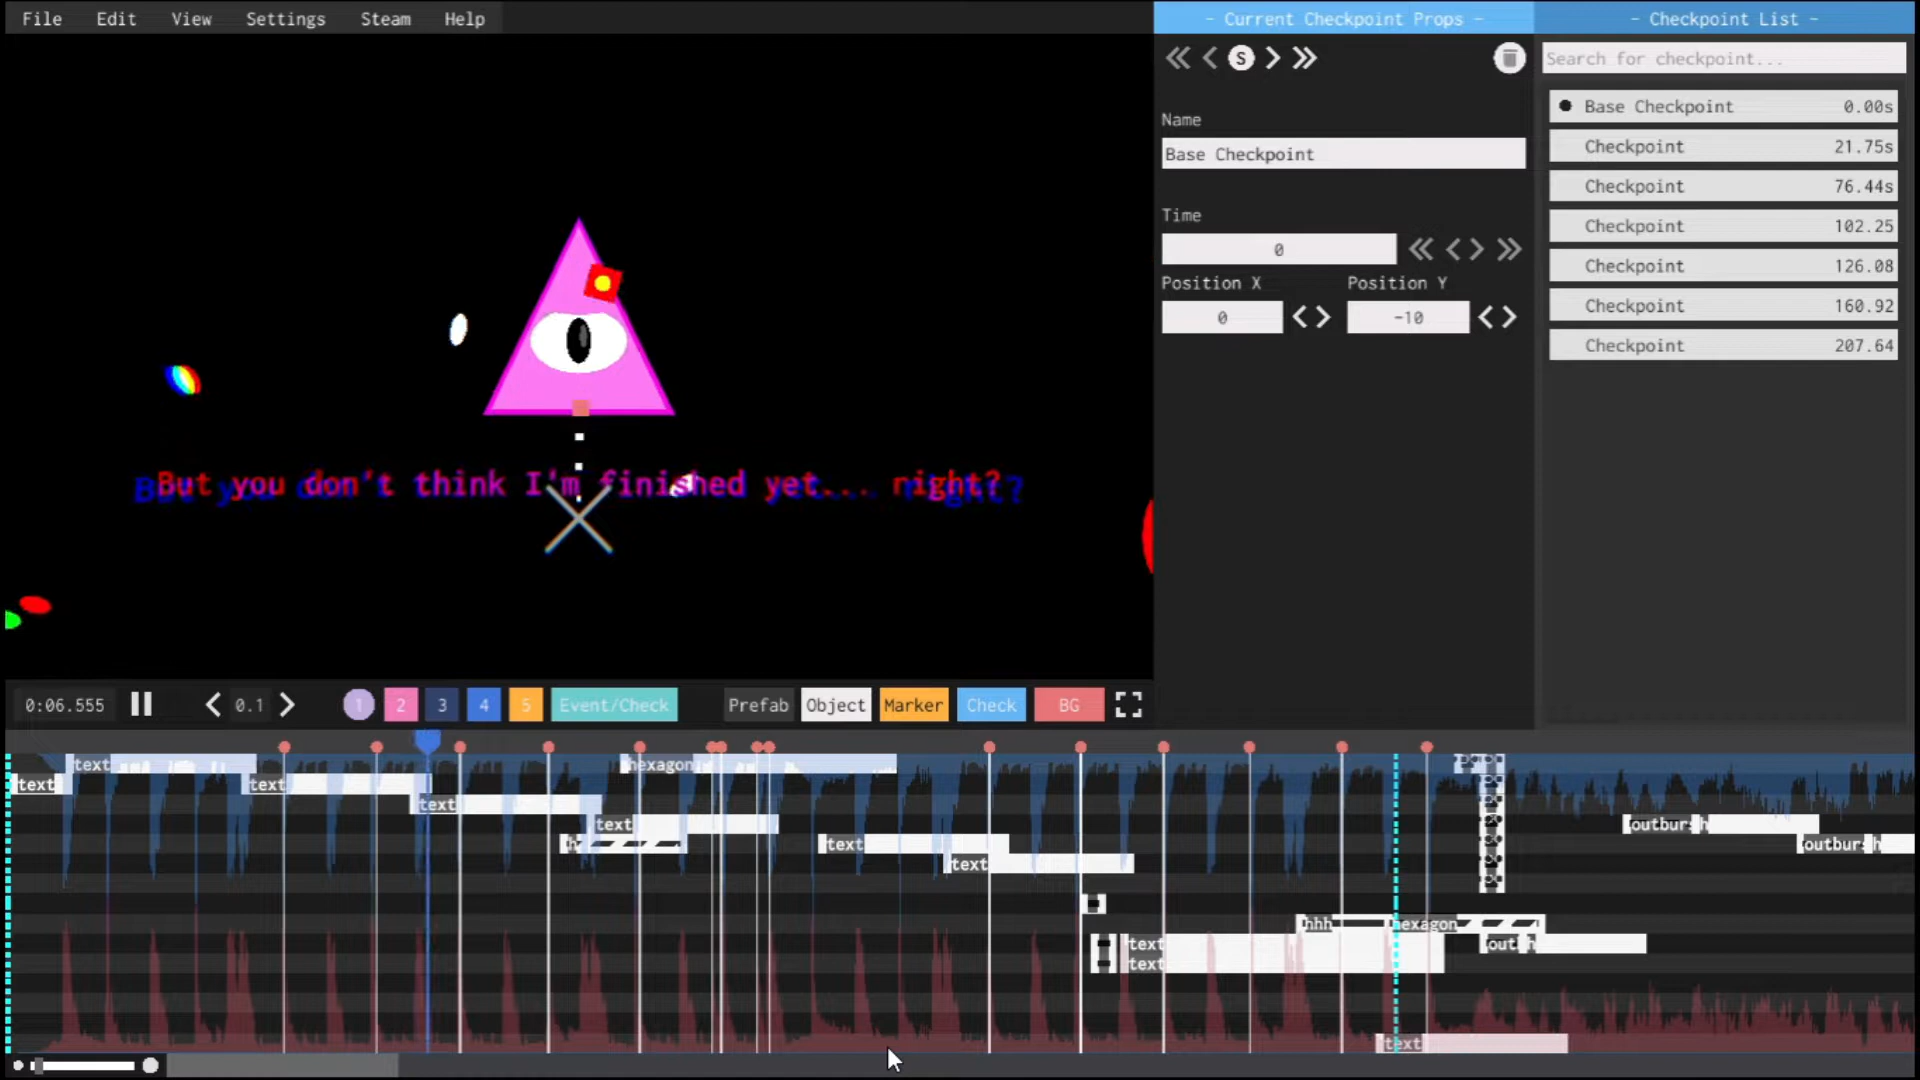 File Edit View Settings Steam Help
- Current Checkpoint Props -
- Checkpoint List -
S
Search for checkpoint...
Name
Base Checkpoint
Time
0
Position X Position Y
0 -10
Base Checkpoint 0.00s
Checkpoint 21.75s
Checkpoint 76.44s
Checkpoint 102.25
Checkpoint 126.08
Checkpoint 160.92
Checkpoint 207.64
But you don't think I'm finished yet... right?
0:06.555 0.1 1 2 3 4 5 Event/Check Prefab Object Marker Check BG
text hexagon
text text
text
text outburs h
text outburs h
text
hhh hexagon
text out h
text
text